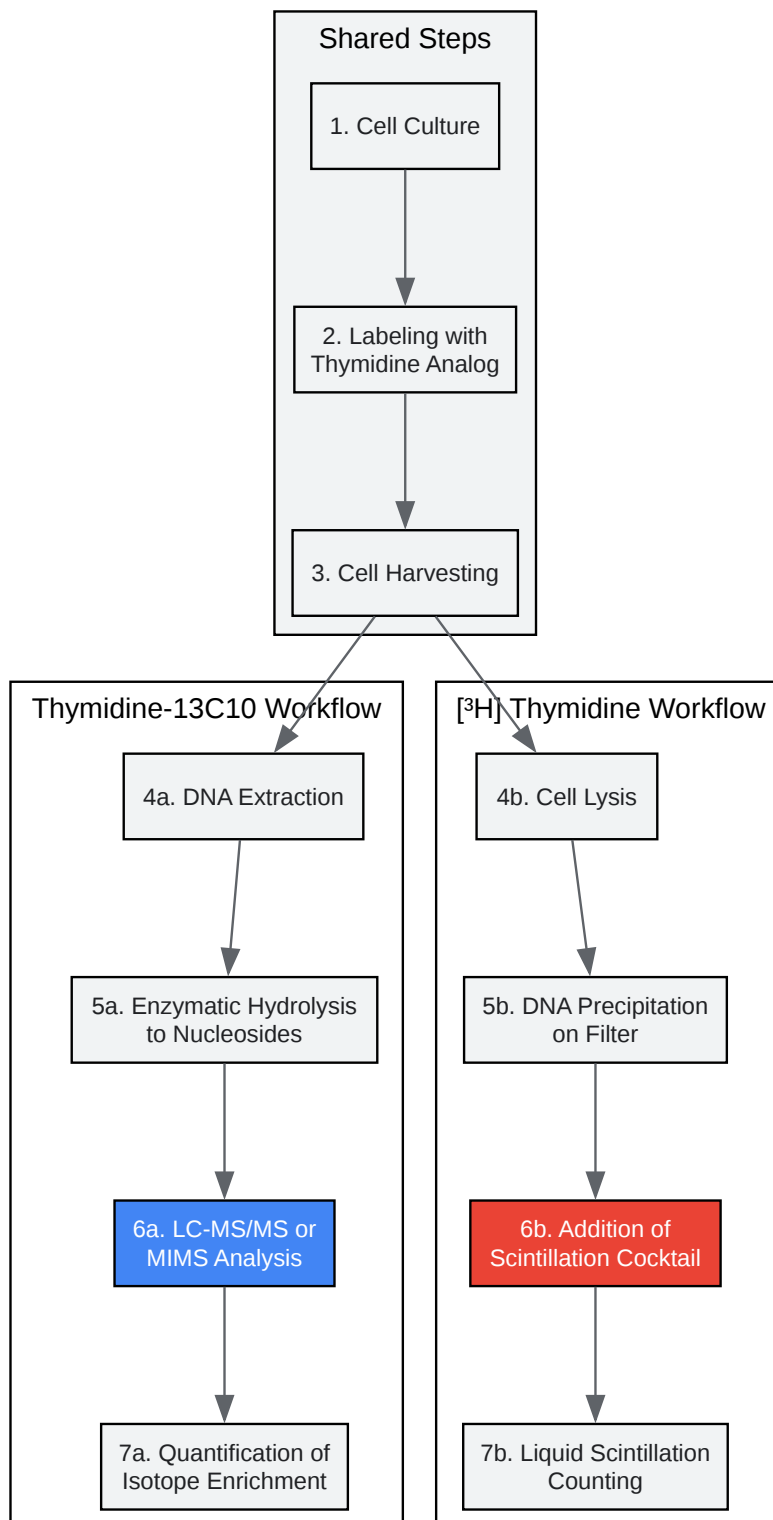 Shared Steps
1. Cell Culture
2. Labeling with
Thymidine Analog
3. Cell Harvesting
Thymidine-13C10 Workflow
4a. DNA Extraction
5a. Enzymatic Hydrolysis
to Nucleosides
6a. LC-MS/MS or
MIMS Analysis
7a. Quantification of
Isotope Enrichment
[³H] Thymidine Workflow
4b. Cell Lysis
5b. DNA Precipitation
on Filter
6b. Addition of
Scintillation Cocktail
7b. Liquid Scintillation
Counting